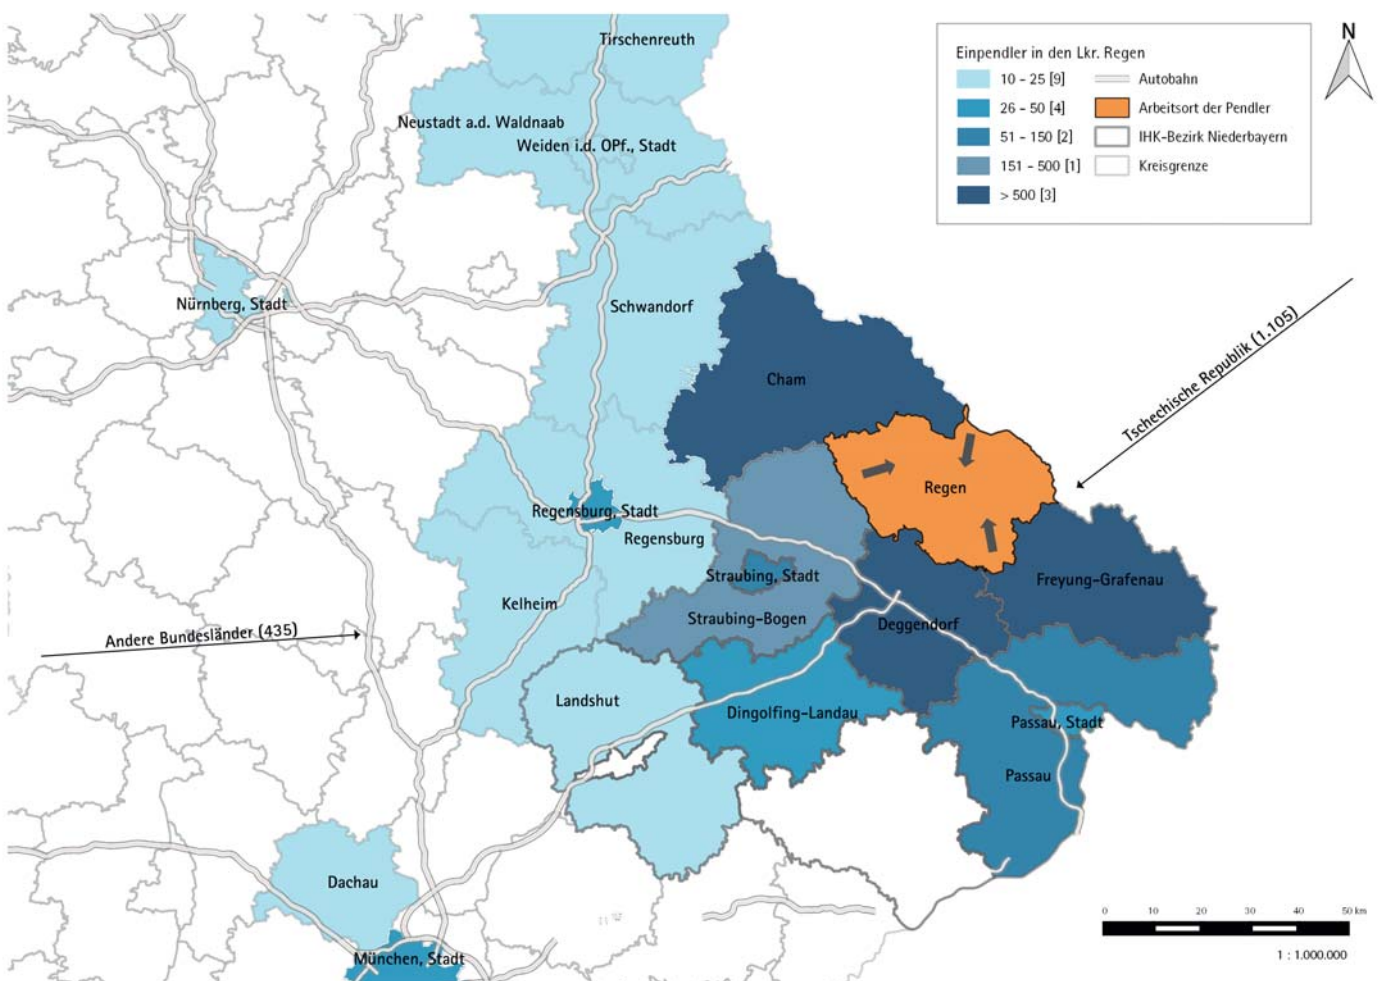 Tirschenreuth
Neustadt a.d. Waldnaab
Weiden i.d. OPf., Stadt
Einpendler in den Lkr. Regen
10 - 25 [9]
26 - 50 [4]
51 - 150 [2]
151 - 500 [1]
> 500 [3]
Autobahn
Arbeitsort der Pendler
IHK-Bezirk Niederbayern
Kreisgrenze
N
Nürnberg, Stadt
Schwandorf
Cham
Tschechische Republik (1.105)
Regen
Regensburg, Stadt
Regensburg
Straubing, Stadt
Freyung-Grafenau
Kelheim
Straubing-Bogen
Deggendorf
Andere Bundesländer (435)
Landshut
Dingolfing-Landau
Passau, Stadt
Passau
Dachau
München, Stadt
0 10 20 30 40 50 km
1 : 1.000.000